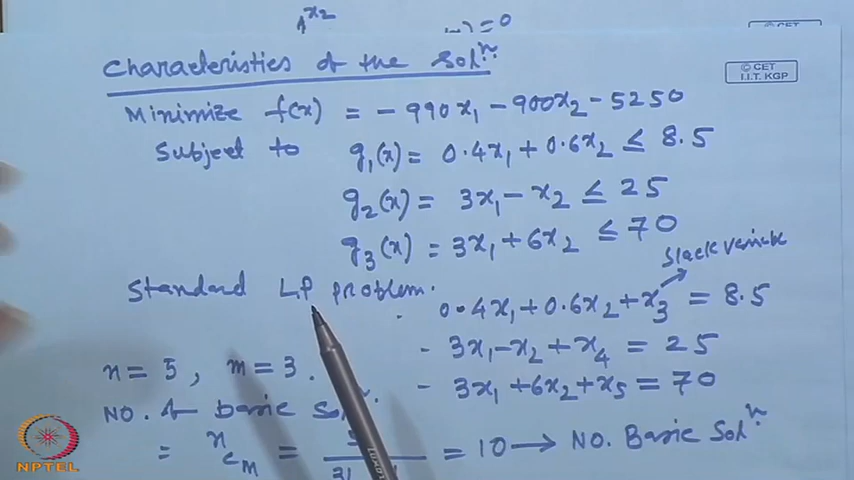 x₂
=0
Characteristics of the Solⁿ.
© CET
I.I.T. KGP
Minimize f(x) = -990x₁ - 900x₂ - 5250
Subject to g₁(x) = 0.4x₁ + 0.6x₂ ≤ 8.5
g₂(x) = 3x₁ - x₂ ≤ 25
g₃(x) = 3x₁ + 6x₂ ≤ 70
Slack variable
Standard LP problem.
0.4x₁ + 0.6x₂ + x₃ = 8.5
- 3x₁ - x₂ + x₄ = 25
- 3x₁ + 6x₂ + x₅ = 70
n = 5, m = 3.
NO. of basic
= ⁿcₘ = = 10 → NO. Basic Solⁿ.
NPTEL